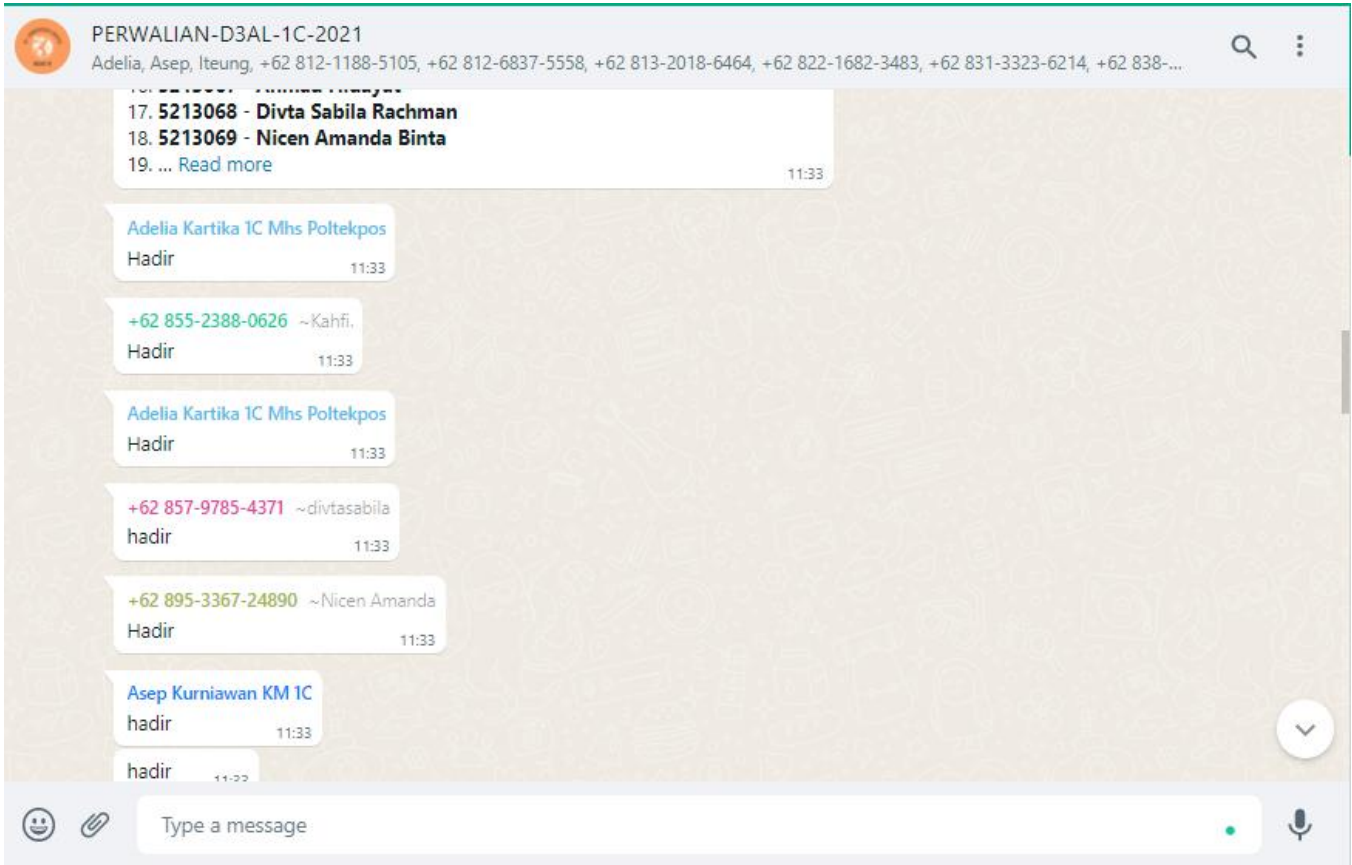 PERWALIAN-D3AL-1C-2021
Adelia, Asep, Iteung, +62 812-1188-5105, +62 812-6837-5558, +62 813-2018-6464, +62 822-1682-3483, +62 831-3323-6214, +62 838-...
17. 5213068 - Divta Sabila Rachman
18. 5213069 - Nicen Amanda Binta
19. ... Read more
11:33
Adelia Kartika 1C Mhs Poltekpos
Hadir 11:33
+62 855-2388-0626 ~Kahfi.
Hadir 11:33
Adelia Kartika 1C Mhs Poltekpos
Hadir 11:33
+62 857-9785-4371 ~divtasabila
hadir 11:33
+62 895-3367-24890 ~Nicen Amanda
Hadir 11:33
Asep Kurniawan KM 1C
hadir 11:33
hadir
Type a message